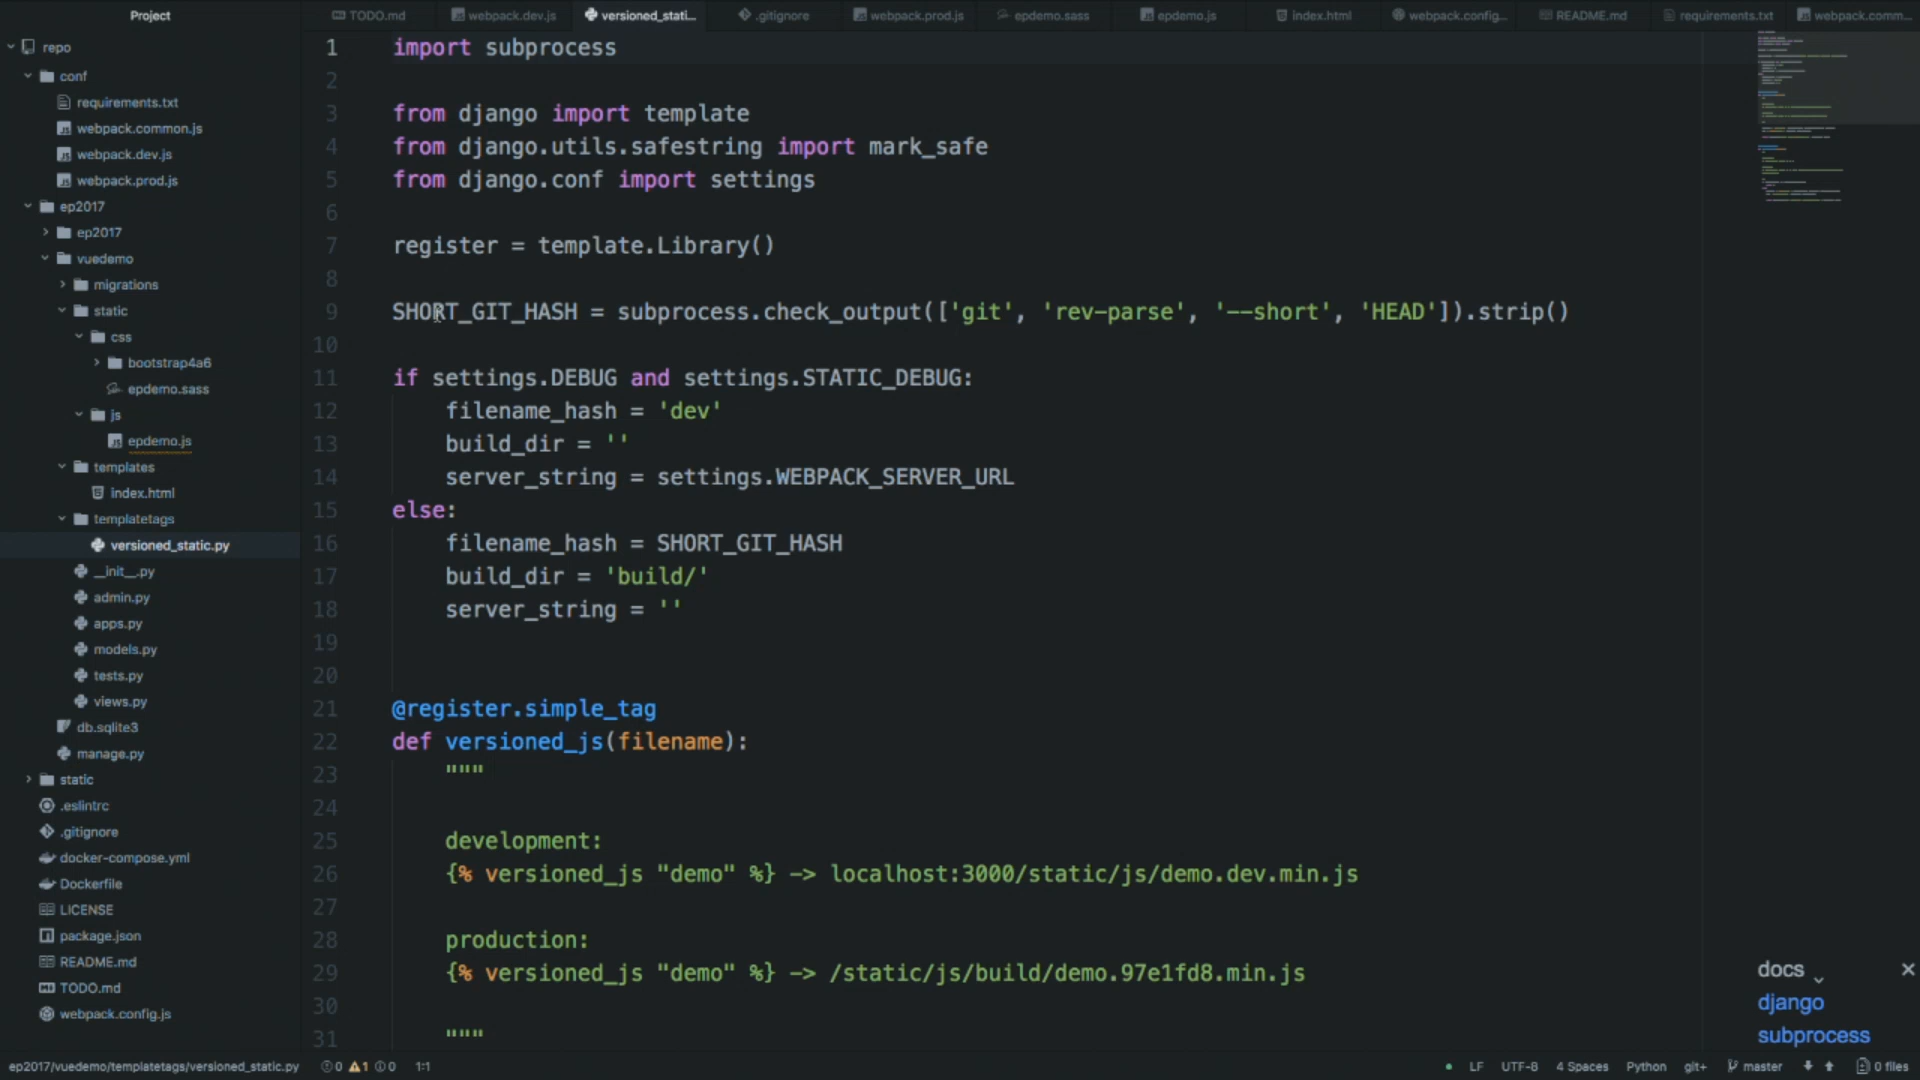 Project
TODO.md
webpack.dev.js
versioned_stati...
.gitignore
webpack.prod.js
epdemo.sass
epdemo.js
index.html
webpack.config...
README.md
requirements.txt
webpack.comm...
repo
conf
requirements.txt
webpack.common.js
webpack.dev.js
webpack.prod.js
ep2017
ep2017
vuedemo
migrations
static
css
bootstrap4a6
epdemo.sass
js
epdemo.js
templates
index.html
templatetags
versioned_static.py
__init__.py
admin.py
apps.py
models.py
tests.py
views.py
db.sqlite3
manage.py
static
.eslintrc
.gitignore
docker-compose.yml
Dockerfile
LICENSE
package.json
README.md
TODO.md
webpack.config.js
1 import subprocess
2
3 from django import template
4 from django.utils.safestring import mark_safe
5 from django.conf import settings
6
7 register = template.Library()
8
9 SHORT_GIT_HASH = subprocess.check_output(['git', 'rev-parse', '--short', 'HEAD']).strip()
10
11 if settings.DEBUG and settings.STATIC_DEBUG:
12 filename_hash = 'dev'
13 build_dir = ''
14 server_string = settings.WEBPACK_SERVER_URL
15 else:
16 filename_hash = SHORT_GIT_HASH
17 build_dir = 'build/'
18 server_string = ''
19
20
21 @register.simple_tag
22 def versioned_js(filename):
23 """
24
25 development:
26 {% versioned_js "demo" %} -> localhost:3000/static/js/demo.dev.min.js
27
28 production:
29 {% versioned_js "demo" %} -> /static/js/build/demo.97e1fd8.min.js
30
31 """
docs
django
subprocess
ep2017/vuedemo/templatetags/versioned_static.py 0 1 0 1:1 LF UTF-8 4 Spaces Python git+ master 0 files